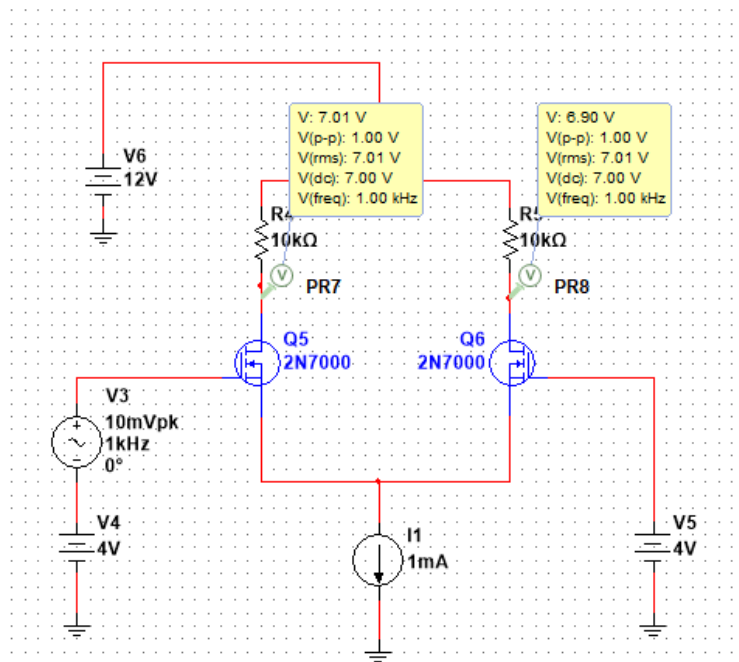 V: 7.01 V
V(p-p): 1.00 V
V(rms): 7.01 V
V(dc): 7.00 V
V(freq): 1.00 kHz
V: 6.90 V
V(p-p): 1.00 V
V(rms): 7.01 V
V(dc): 7.00 V
V(freq): 1.00 kHz
V6
12V
R4
10kΩ
R5
10kΩ
V
PR7
V
PR8
Q5
2N7000
Q6
2N7000
V3
10mVpk
1kHz
0°
V4
4V
I1
1mA
V5
4V